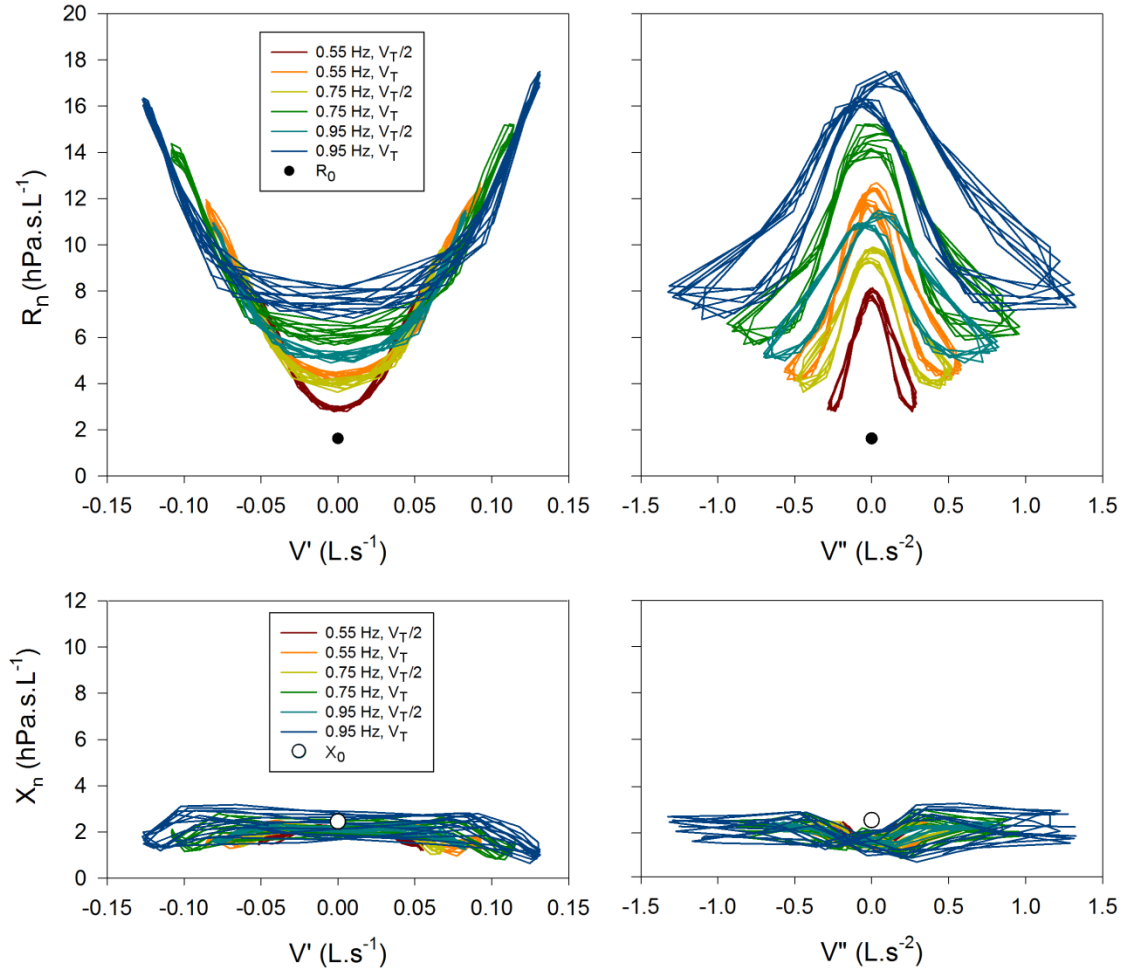 20
18
16
14
12
10
8
6
4
2
0
Rn (hPa.s.L-1)
0.55 Hz, VT/2
0.55 Hz, VT
0.75 Hz, VT/2
0.75 Hz, VT
0.95 Hz, VT/2
0.95 Hz, VT
R0
-0.15 -0.10 -0.05 0.00 0.05 0.10 0.15
V' (L.s-1)
-1.5 -1.0 -0.5 0.0 0.5 1.0 1.5
V" (L.s-2)
12
10
8
6
4
2
0
Xn (hPa.s.L-1)
0.55 Hz, VT/2
0.55 Hz, VT
0.75 Hz, VT/2
0.75 Hz, VT
0.95 Hz, VT/2
0.95 Hz, VT
X0
-0.15 -0.10 -0.05 0.00 0.05 0.10 0.15
V' (L.s-1)
-1.5 -1.0 -0.5 0.0 0.5 1.0 1.5
V" (L.s-2)